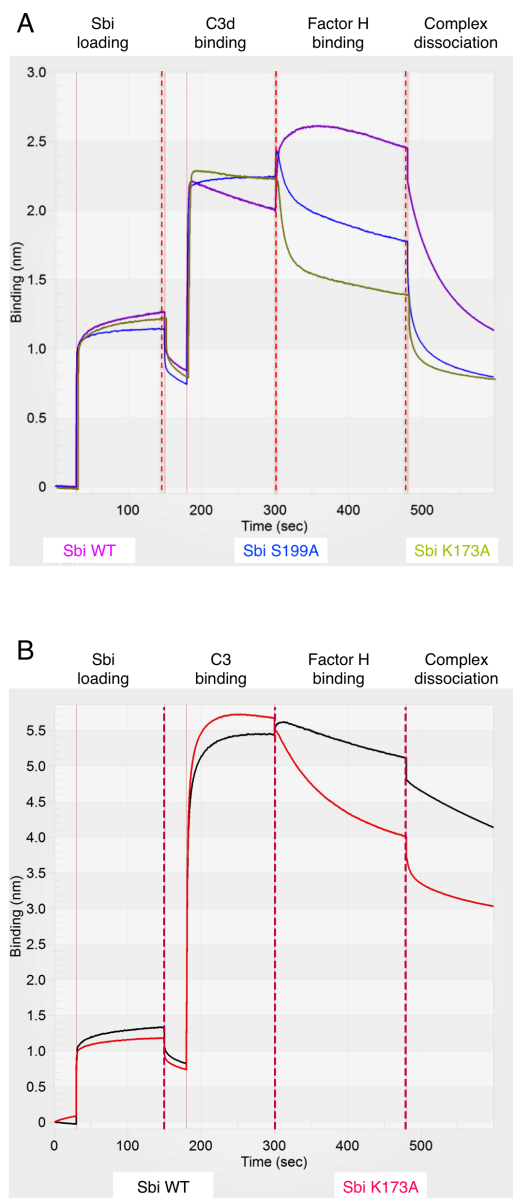 A
Sbi loading
C3d binding
Factor H binding
Complex dissociation
3.0
2.5
2.0
1.5
1.0
0.5
0
Binding (nm)
100 200 300 400 500
Time (sec)
Sbi WT Sbi S199A Sbi K173A
B
Sbi loading
C3 binding
Factor H binding
Complex dissociation
5.5
5.0
4.5
4.0
3.5
3.0
2.5
2.0
1.5
1.0
0.5
0
Binding (nm)
0 100 200 300 400 500
Time (sec)
Sbi WT Sbi K173A